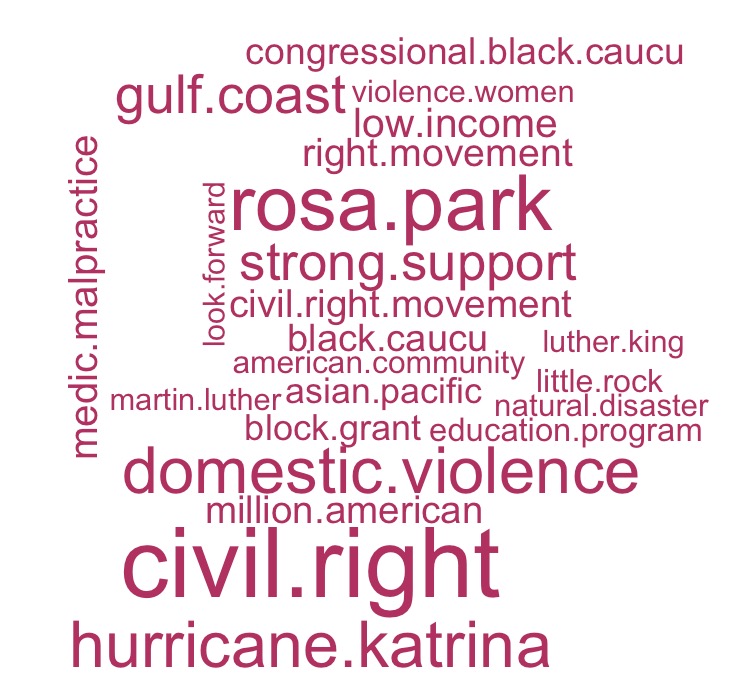 congressional.black.caucu
gulf.coast
violence.women
low.income
right.movement
medic.malpractice
look.forward
rosa.park
strong.support
civil.right.movement
black.caucu
luther.king
american.community
little.rock
martin.luther
asian.pacific
natural.disaster
block.grant
education.program
domestic.violence
million.american
civil.right
hurricane.katrina